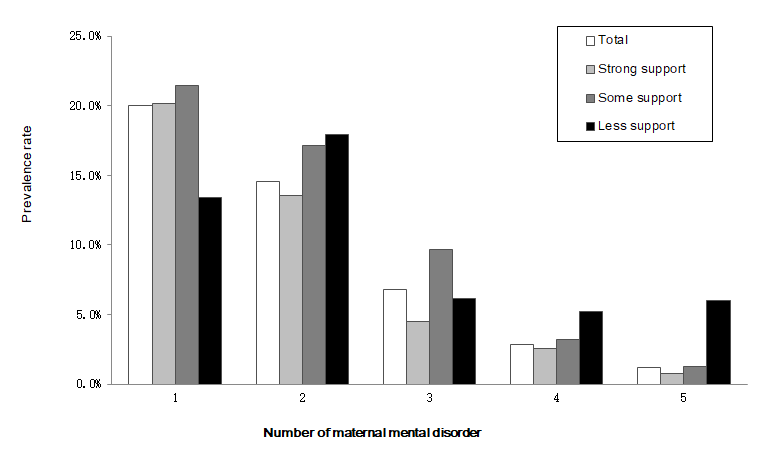 25.0%
20.0%
15.0%
10.0%
5.0%
0.0%
Prevalence rate
Total
Strong support
Some support
Less support
1 2 3 4 5
Number of maternal mental disorder